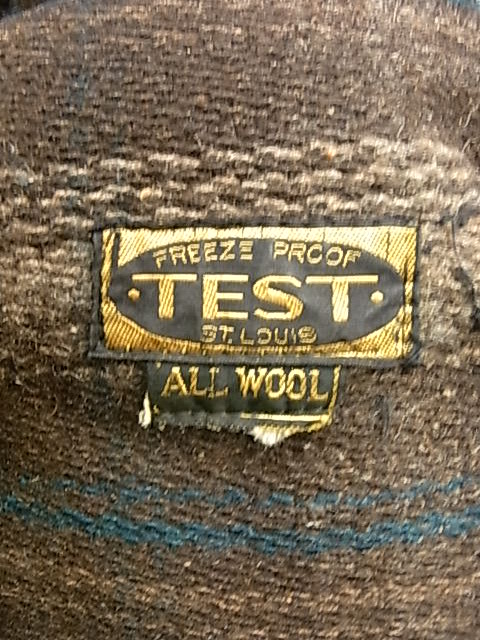 FREEZE PROOF
TEST
ST. LOUIS
ALL WOOL